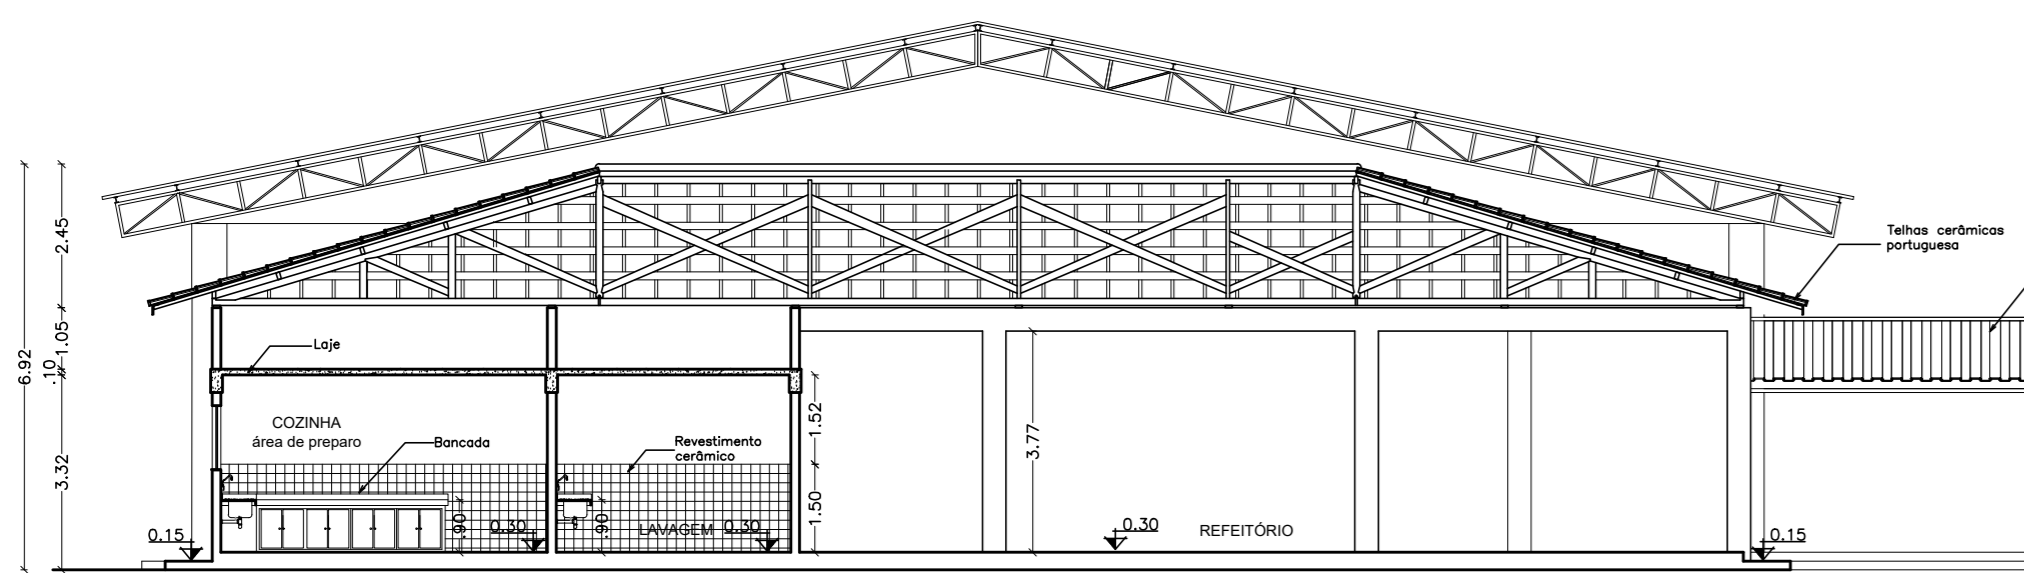 Telhas cerâmicas
portuguesa
2.45
1.05
.10
6.92
3.32
Laje
COZINHA
área de preparo
Bancada
Revestimento
cerâmico
1.52
3.77
1.50
.90
0.30
LAVAGEM
.90
0.30
0.30
REFEITÓRIO
0.15
0.15